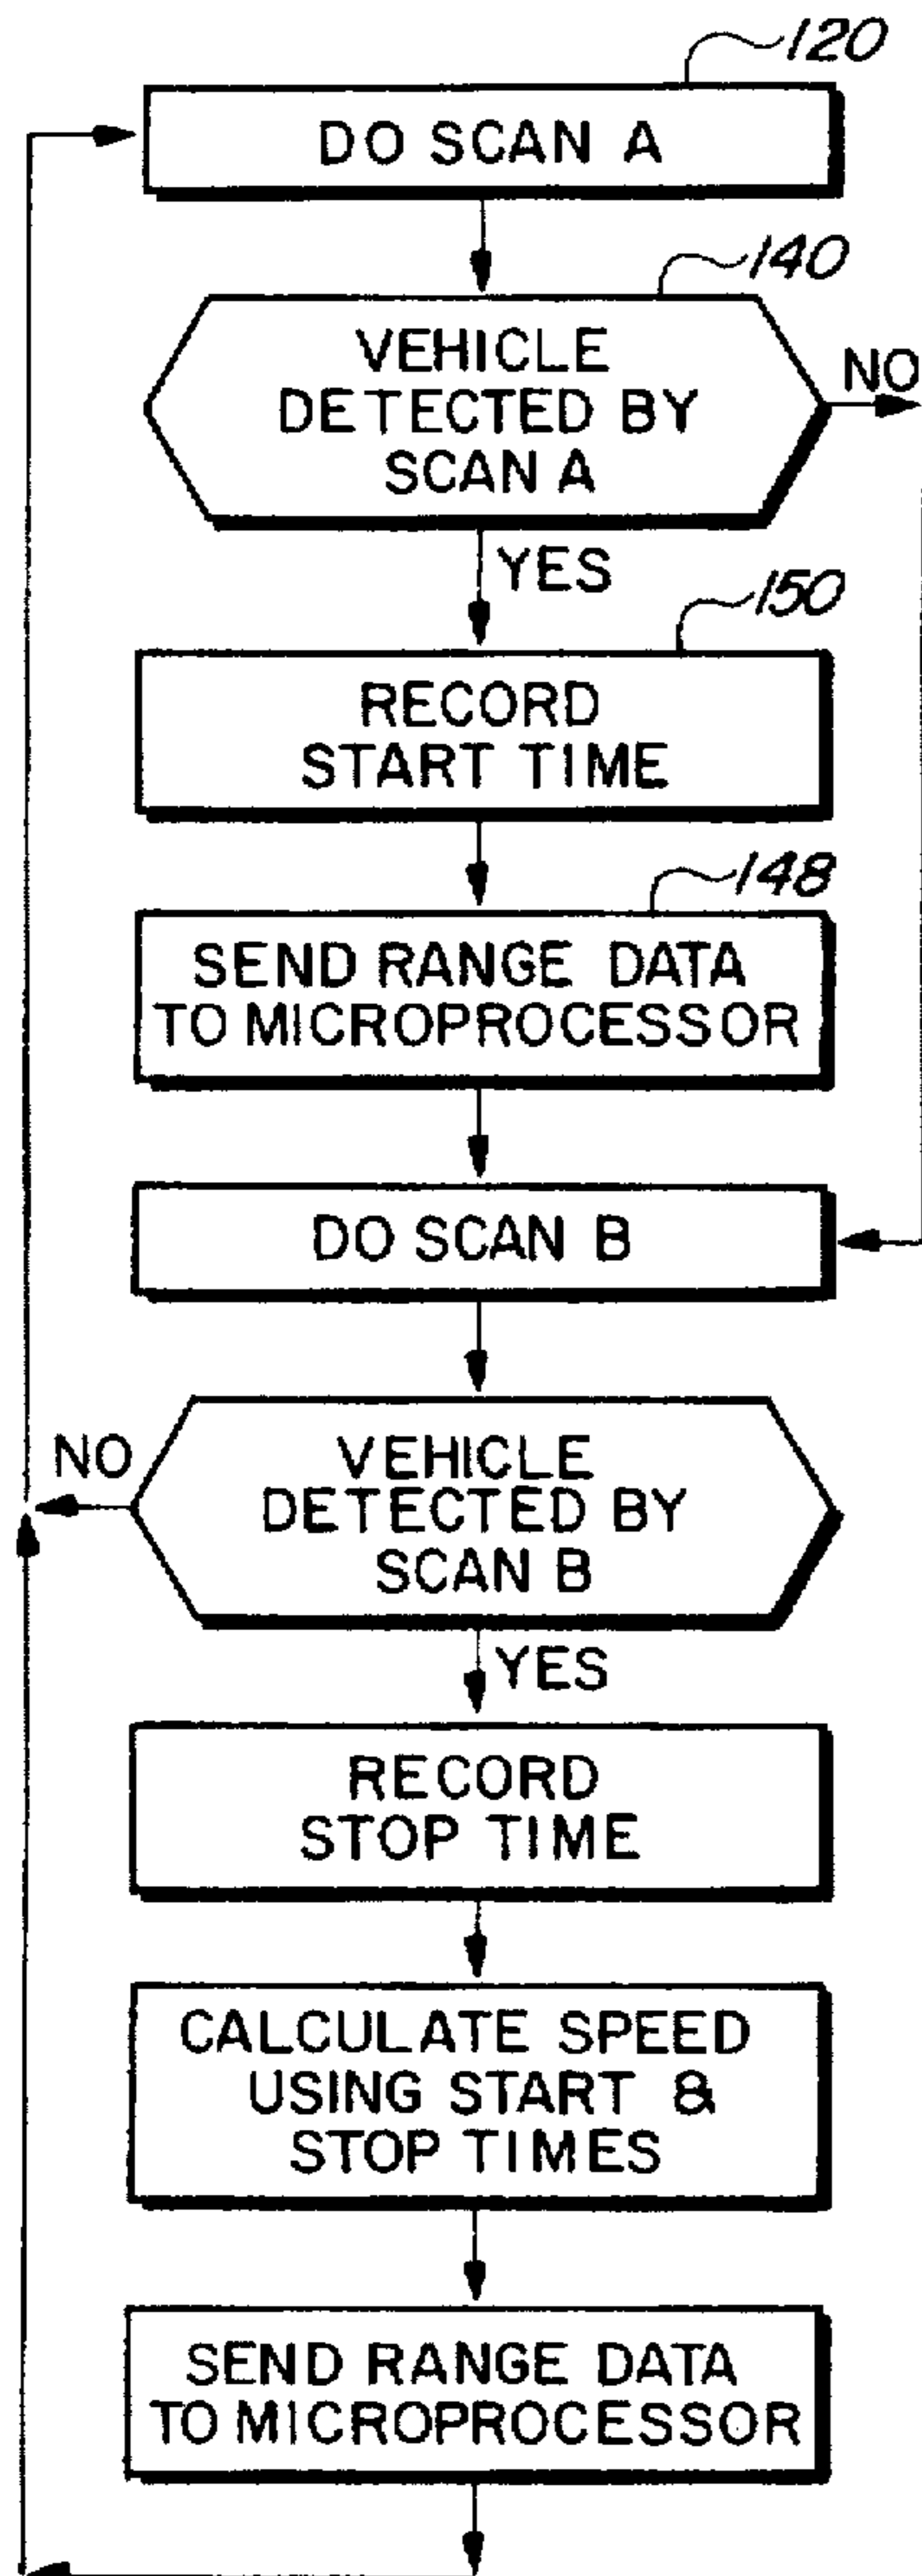 120
DO SCAN A
140
VEHICLE
DETECTED BY
SCAN A
NO
YES
150
RECORD
START TIME
148
SEND RANGE DATA
TO MICROPROCESSOR
DO SCAN B
VEHICLE
DETECTED BY
SCAN B
NO
YES
RECORD
STOP TIME
CALCULATE SPEED
USING START &
STOP TIMES
SEND RANGE DATA
TO MICROPROCESSOR